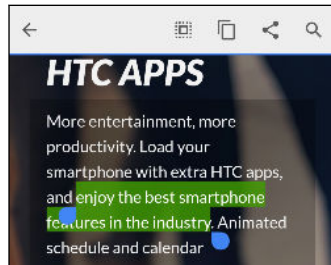 HTC APPS
More entertainment, more
productivity. Load your
smartphone with extra HTC apps,
and enjoy the best smartphone
features in the industry. Animated
schedule and calendar